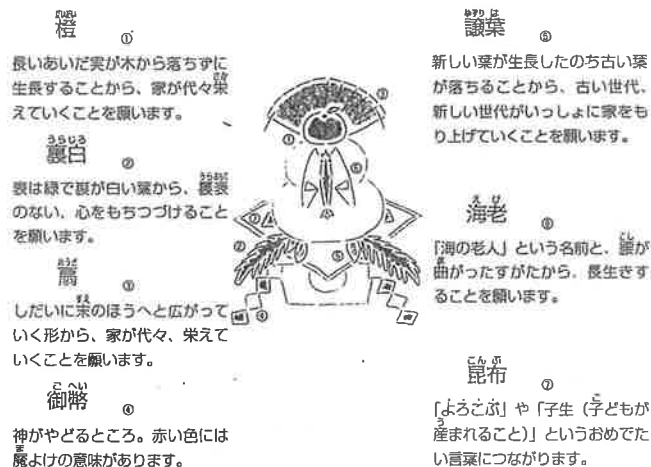 橙 ①
長いあいだ実が木から落ちずに
生長することから、家が代々栄
えていくことを願います。
裏白 ②
表は緑で裏が白い葉から、裏表
のない、心をもちつづけること
を願います。
扇 ③
しだいに末のほうへと広がって
いく形から、家が代々、栄えて
いくことを願います。
御幣 ④
神がやどるところ。赤い色には
魔よけの意味があります。
譲葉 ⑤
新しい葉が生長したのち古い葉
が落ちることから、古い世代、
新しい世代がいっしょに家をも
り上げていくことを願います。
海老 ⑥
「海の老人」という名前と、腰が
曲がったすがたから、長生きす
ることを願います。
昆布 ⑦
「よろこぶ」や「子生（子どもが
産まれること）」というおめでた
い言葉につながります。